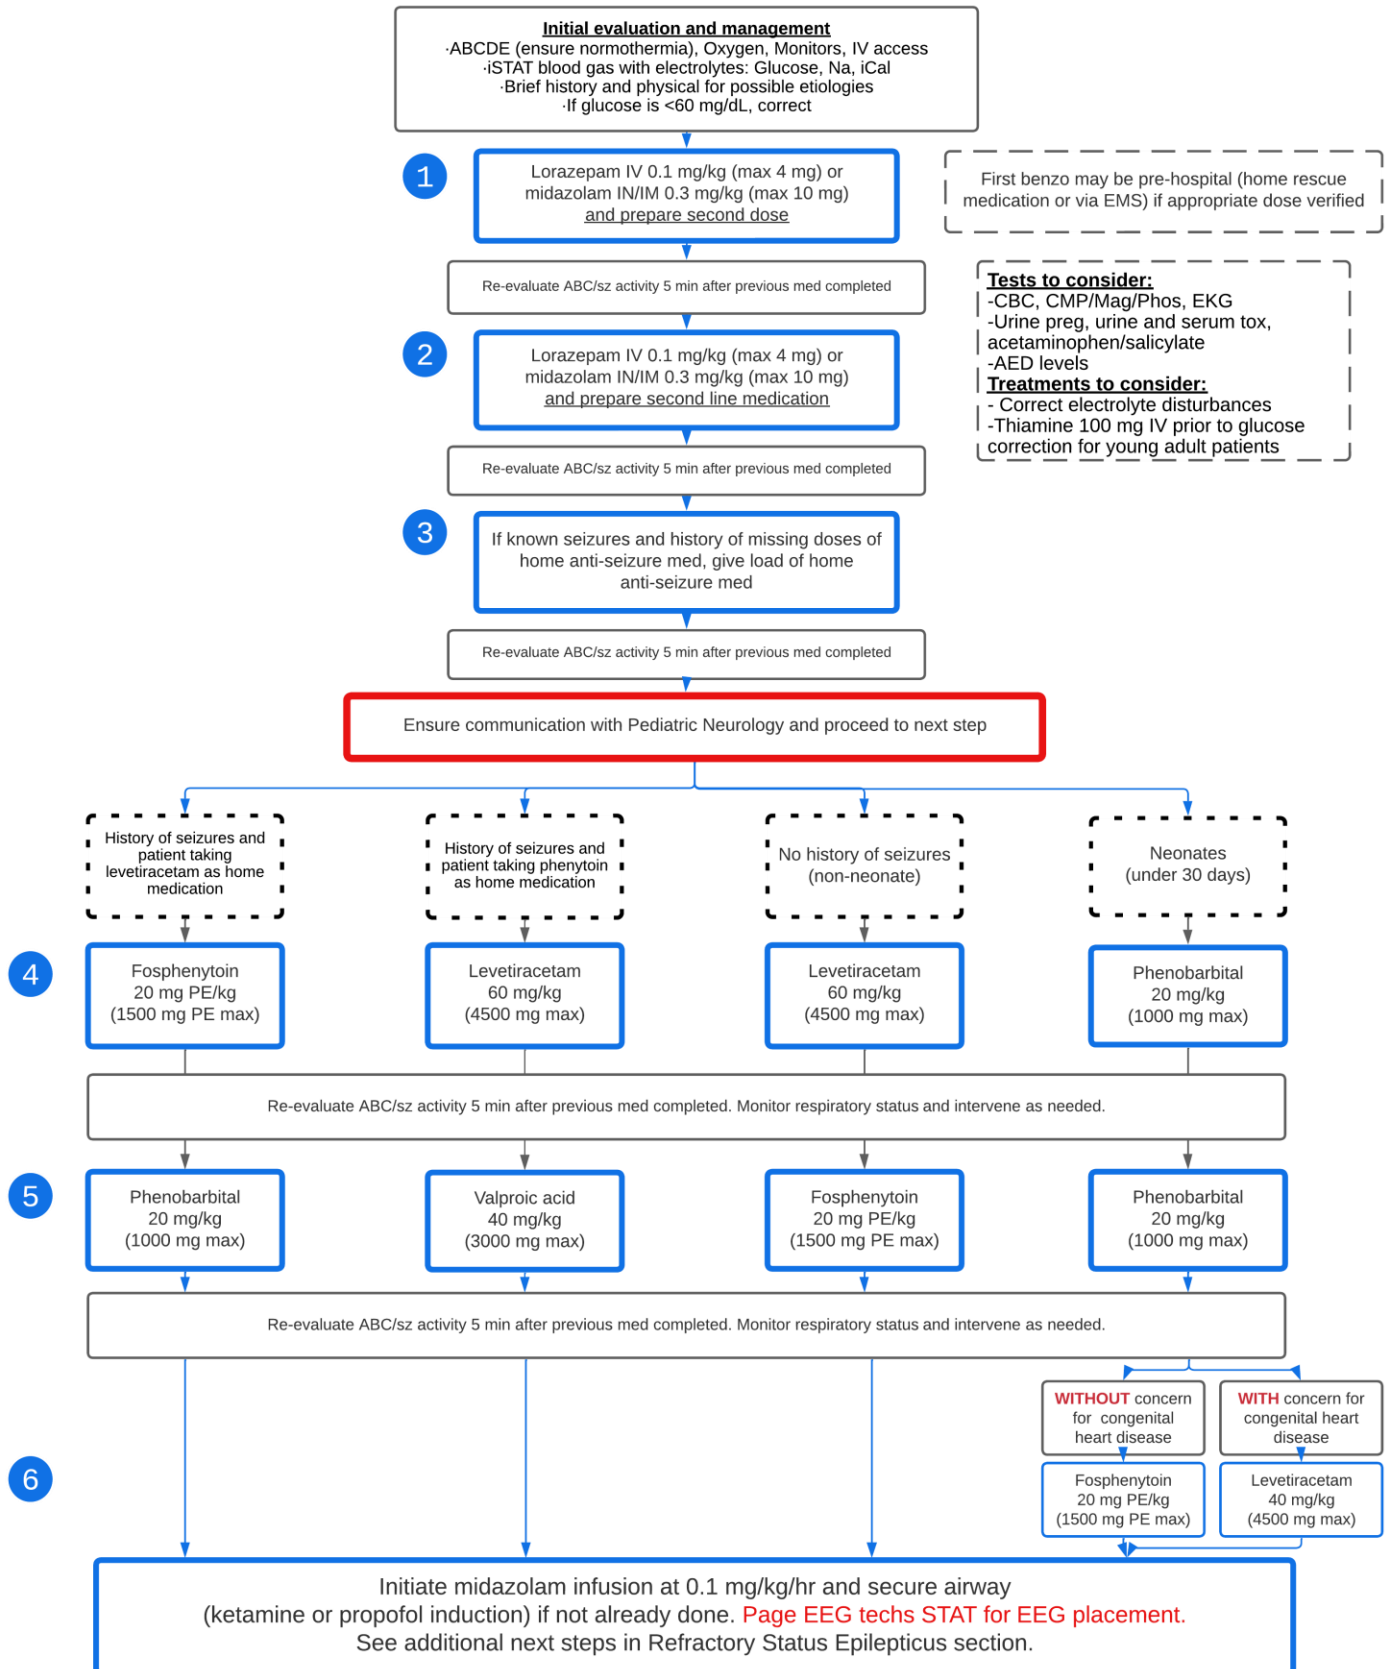 Initial evaluation and management
·ABCDE (ensure normothermia), Oxygen, Monitors, IV access
·iSTAT blood gas with electrolytes: Glucose, Na, iCal
·Brief history and physical for possible etiologies
·If glucose is <60 mg/dL, correct
1
Lorazepam IV 0.1 mg/kg (max 4 mg) or
midazolam IN/IM 0.3 mg/kg (max 10 mg)
and prepare second dose
First benzo may be pre-hospital (home rescue
medication or via EMS) if appropriate dose verified
Re-evaluate ABC/sz activity 5 min after previous med completed
Tests to consider:
-CBC, CMP/Mag/Phos, EKG
-Urine preg, urine and serum tox,
acetaminophen/salicylate
-AED levels
Treatments to consider:
- Correct electrolyte disturbances
-Thiamine 100 mg IV prior to glucose
correction for young adult patients
2
Lorazepam IV 0.1 mg/kg (max 4 mg) or
midazolam IN/IM 0.3 mg/kg (max 10 mg)
and prepare second line medication
Re-evaluate ABC/sz activity 5 min after previous med completed
3
If known seizures and history of missing doses of
home anti-seizure med, give load of home
anti-seizure med
Re-evaluate ABC/sz activity 5 min after previous med completed
Ensure communication with Pediatric Neurology and proceed to next step
History of seizures and
patient taking
levetiracetam as home
medication
History of seizures and
patient taking phenytoin
as home medication
No history of seizures
(non-neonate)
Neonates
(under 30 days)
4
Fosphenytoin
20 mg PE/kg
(1500 mg PE max)
Levetiracetam
60 mg/kg
(4500 mg max)
Levetiracetam
60 mg/kg
(4500 mg max)
Phenobarbital
20 mg/kg
(1000 mg max)
Re-evaluate ABC/sz activity 5 min after previous med completed. Monitor respiratory status and intervene as needed.
5
Phenobarbital
20 mg/kg
(1000 mg max)
Valproic acid
40 mg/kg
(3000 mg max)
Fosphenytoin
20 mg PE/kg
(1500 mg PE max)
Phenobarbital
20 mg/kg
(1000 mg max)
Re-evaluate ABC/sz activity 5 min after previous med completed. Monitor respiratory status and intervene as needed.
WITHOUT concern
for congenital
heart disease
WITH concern for
congenital heart
disease
6
Fosphenytoin
20 mg PE/kg
(1500 mg PE max)
Levetiracetam
40 mg/kg
(4500 mg max)
Initiate midazolam infusion at 0.1 mg/kg/hr and secure airway
(ketamine or propofol induction) if not already done. Page EEG techs STAT for EEG placement.
See additional next steps in Refractory Status Epilepticus section.